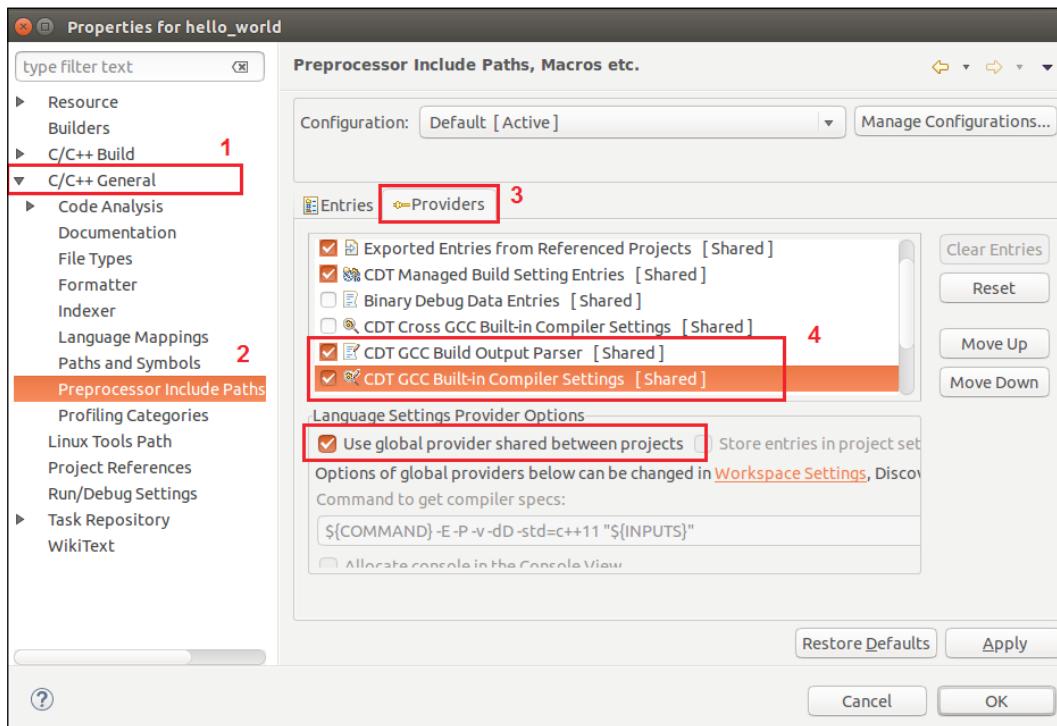 Properties for hello_world
type filter text
Resource
Builders
1
C/C++ Build
C/C++ General
Code Analysis
Documentation
File Types
Formatter
Indexer
Language Mappings
Paths and Symbols
2
Preprocessor Include Paths
Profiling Categories
Linux Tools Path
Project References
Run/Debug Settings
Task Repository
WikiText
Preprocessor Include Paths, Macros etc.
Configuration: Default [Active] Manage Configurations...
Entries Providers 3
Exported Entries from Referenced Projects [Shared]
CDT Managed Build Setting Entries [Shared]
Binary Debug Data Entries [Shared]
CDT Cross GCC Built-in Compiler Settings [Shared]
4
CDT GCC Build Output Parser [Shared]
CDT GCC Built-in Compiler Settings [Shared]
Clear Entries
Reset
Move Up
Move Down
Language Settings Provider Options
Use global provider shared between projects Store entries in project set
Options of global providers below can be changed in Workspace Settings, Discov
Command to get compiler specs:
${COMMAND} -E -P -v -dD -std=c++11 "${INPUTS}"
Allocate console in the Console View
Restore Defaults Apply
? Cancel OK